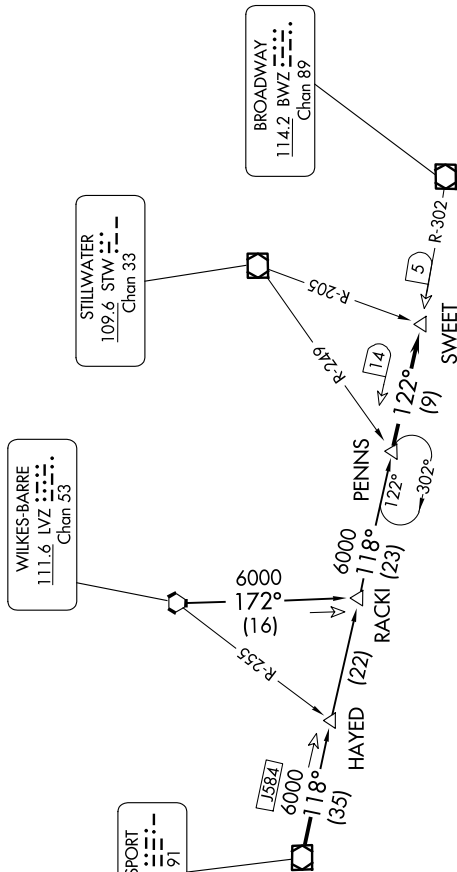 BROADWAY
114.2 BWZ
Chan 89
STILLWATER
109.6 STW
Chan 33
WILKES-BARRE
111.6 LVZ
Chan 53
SPORT
91
R-302
5
SWEET
R-205
R-249
14
122°
(9)
PENNS
122°
302°
6000
118°
(23)
RACKI
6000
172°
(16)
R-255
(22)
HAYED
J584
6000
118°
(35)